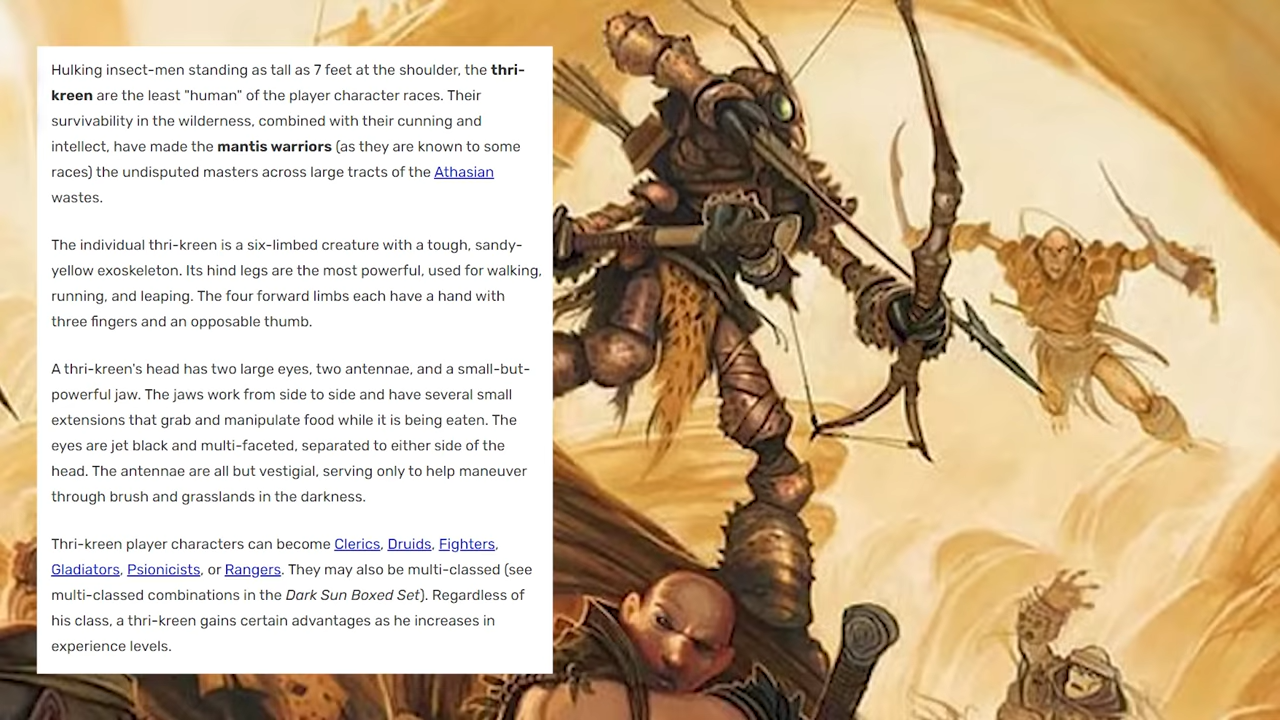 Hulking insect-men standing as tall as 7 feet at the shoulder, the thri-
kreen are the least "human" of the player character races. Their
survivability in the wilderness, combined with their cunning and
intellect, have made the mantis warriors (as they are known to some
races) the undisputed masters across large tracts of the Athasian
wastes.
The individual thri-kreen is a six-limbed creature with a tough, sandy-
yellow exoskeleton. Its hind legs are the most powerful, used for walking,
running, and leaping. The four forward limbs each have a hand with
three fingers and an opposable thumb.
A thri-kreen's head has two large eyes, two antennae, and a small-but-
powerful jaw. The jaws work from side to side and have several small
extensions that grab and manipulate food while it is being eaten. The
eyes are jet black and multi-faceted, separated to either side of the
head. The antennae are all but vestigial, serving only to help maneuver
through brush and grasslands in the darkness.
Thri-kreen player characters can become Clerics, Druids, Fighters,
Gladiators, Psionicists, or Rangers. They may also be multi-classed (see
multi-classed combinations in the Dark Sun Boxed Set). Regardless of
his class, a thri-kreen gains certain advantages as he increases in
experience levels.